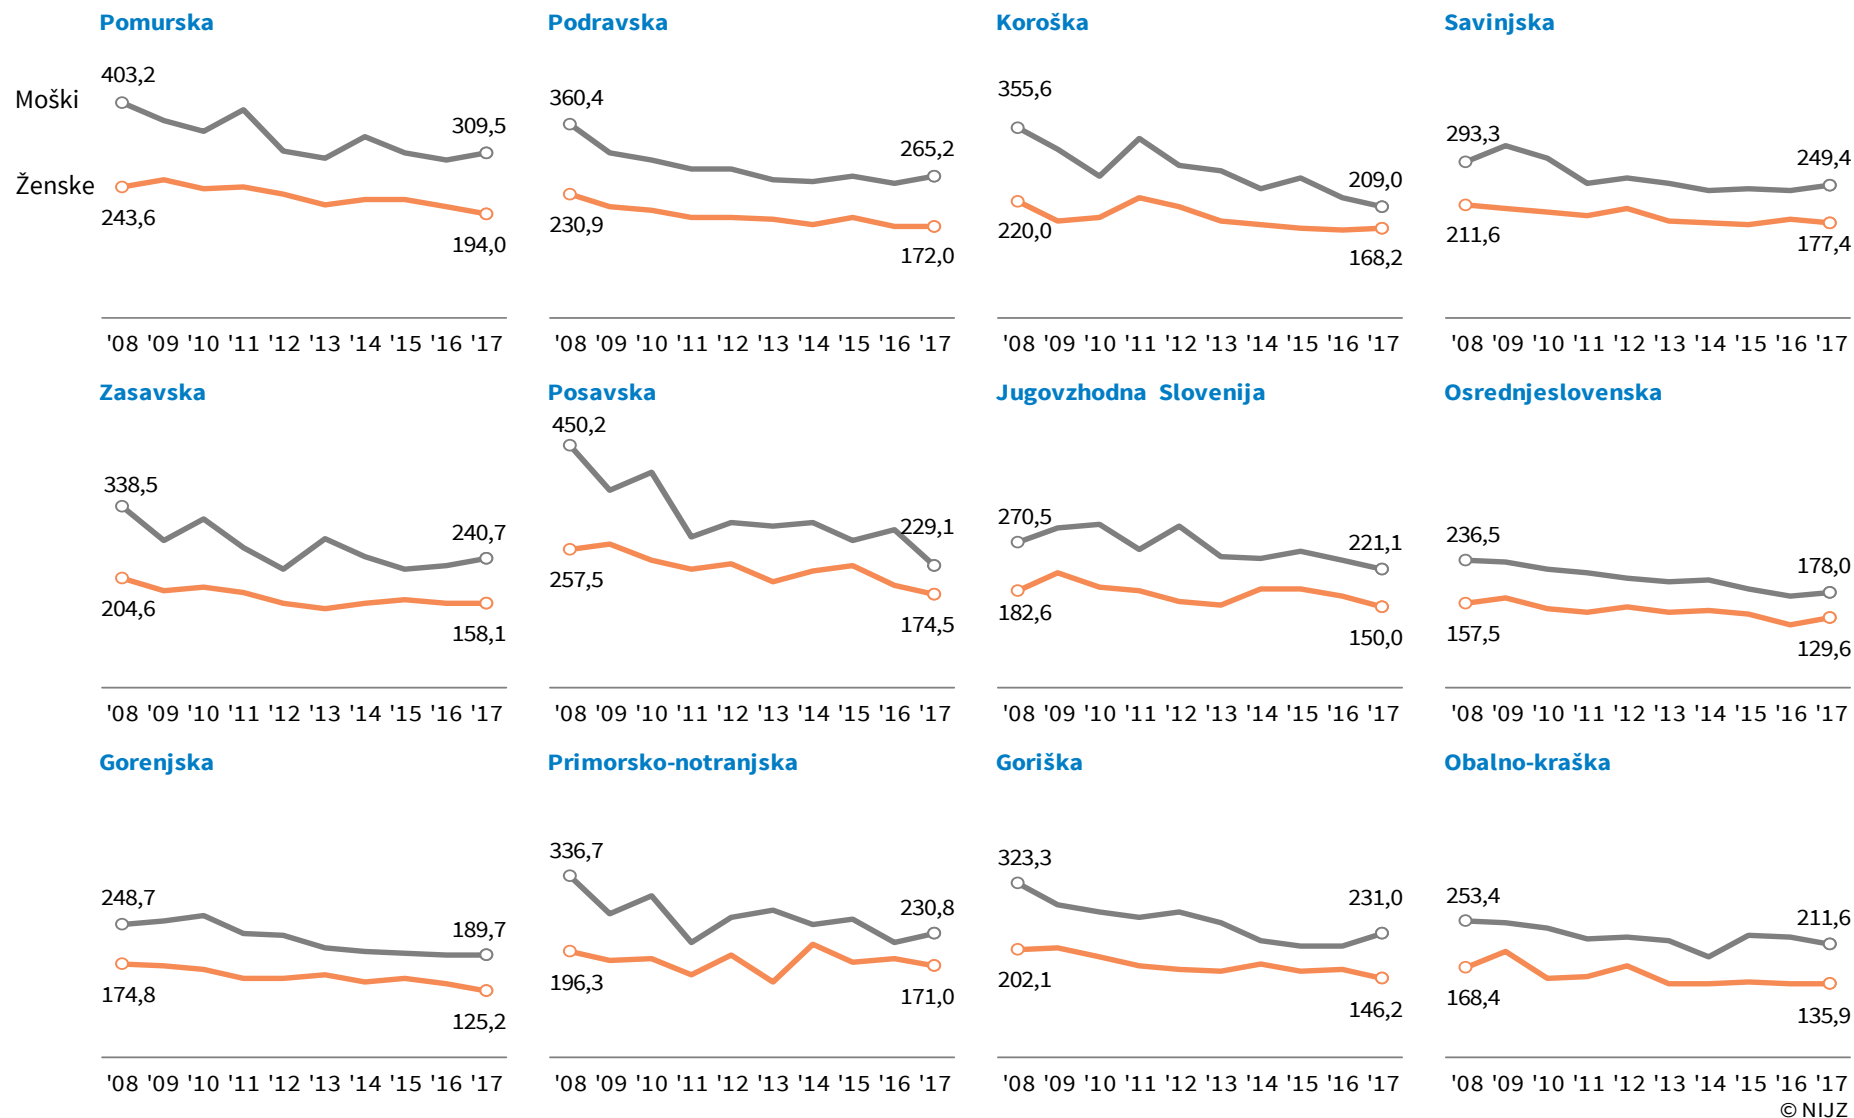 Pomurska
403,2
Moški
309,5
Ženske
243,6
194,0
'08 '09 '10 '11 '12 '13 '14 '15 '16 '17
Podravska
360,4
265,2
230,9
172,0
'08 '09 '10 '11 '12 '13 '14 '15 '16 '17
Koroška
355,6
209,0
220,0
168,2
'08 '09 '10 '11 '12 '13 '14 '15 '16 '17
Savinjska
293,3
249,4
211,6
177,4
'08 '09 '10 '11 '12 '13 '14 '15 '16 '17
Zasavska
338,5
240,7
204,6
158,1
'08 '09 '10 '11 '12 '13 '14 '15 '16 '17
Posavska
450,2
229,1
257,5
174,5
'08 '09 '10 '11 '12 '13 '14 '15 '16 '17
Jugovzhodna Slovenija
270,5
221,1
182,6
150,0
'08 '09 '10 '11 '12 '13 '14 '15 '16 '17
Osrednjeslovenska
236,5
178,0
157,5
129,6
'08 '09 '10 '11 '12 '13 '14 '15 '16 '17
Gorenjska
248,7
189,7
174,8
125,2
'08 '09 '10 '11 '12 '13 '14 '15 '16 '17
Primorsko-notranjska
336,7
230,8
196,3
171,0
'08 '09 '10 '11 '12 '13 '14 '15 '16 '17
Goriška
323,3
231,0
202,1
146,2
'08 '09 '10 '11 '12 '13 '14 '15 '16 '17
Obalno-kraška
253,4
211,6
168,4
135,9
'08 '09 '10 '11 '12 '13 '14 '15 '16 '17
© NIJZ